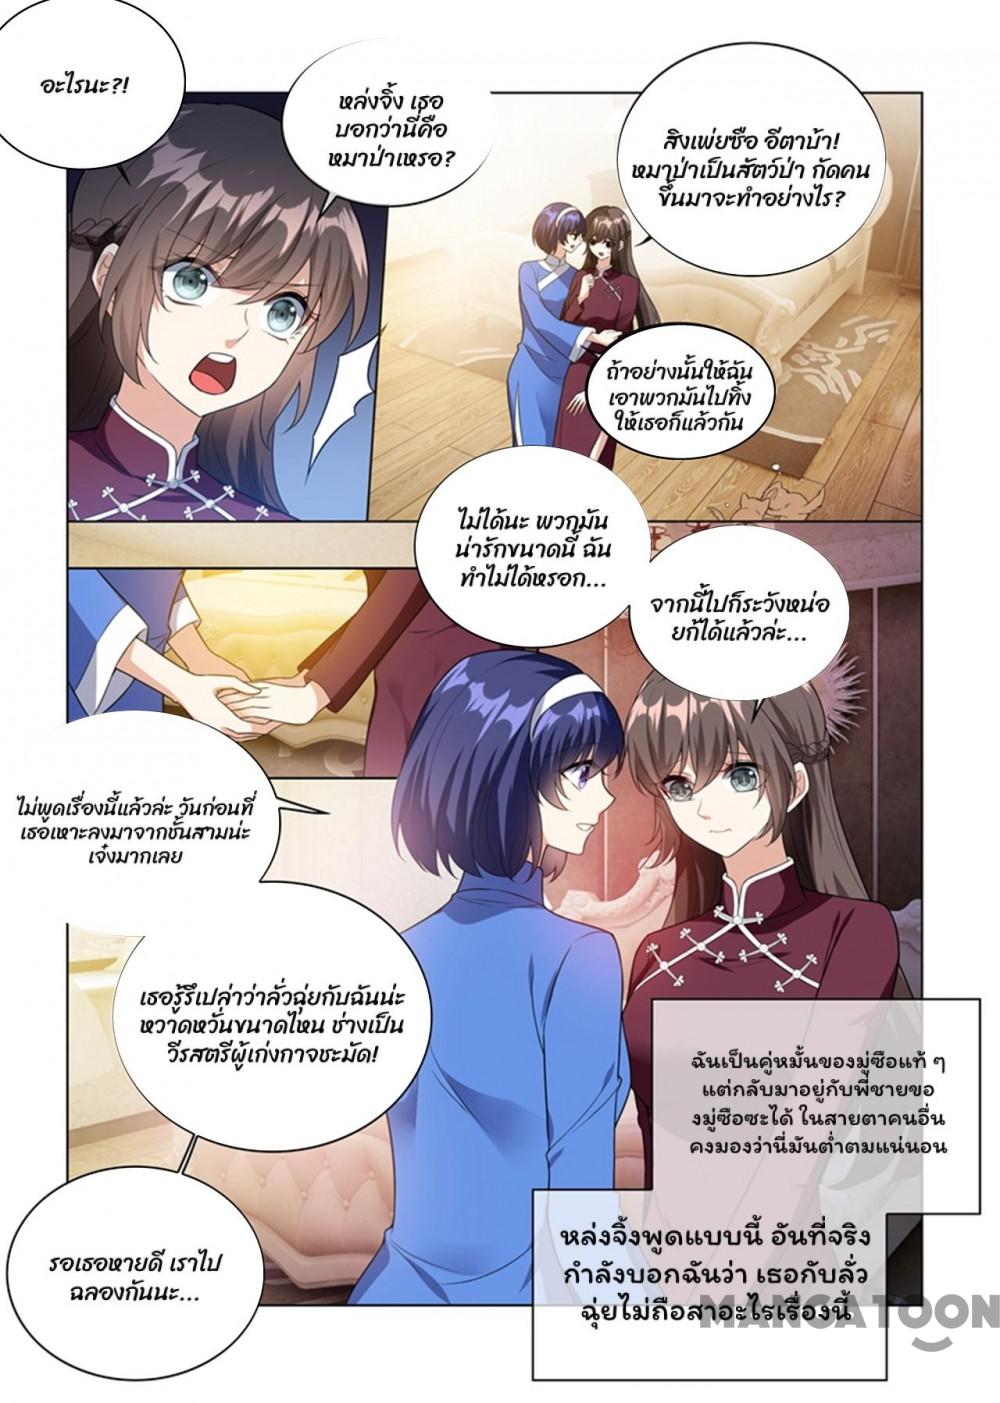 อะไรนะ?!
หล่งจิ้ง เธอ
บอกว่านี่คือ
หมาป่าเหรอ?
สิงเพ่ยซือ อีตาบ้า!
หมาป่าเป็นสัตว์ป่า กัดคน
ขึ้นมาจะทำอย่างไร?
ถ้าอย่างนั้นให้ฉัน
เอาพวกมันไปทิ้ง
ให้เธอก็แล้วกัน
ไม่ได้นะ พวกมัน
น่ารักขนาดนี้ ฉัน
ทำไม่ได้หรอก...
จากนี้ไปก็ระวังหน่อ
ยก้ได้แล้วล่ะ...
ไม่พูดเรื่องนี้แล้วล่ะ วันก่อนที่
เธอเหาะลงมาจากชั้นสามน่ะ
เจ๋งมากเลย
เธอรู้รึเปล่าว่าลั่วฉุ่ยกับฉันน่ะ
หวาดหวั่นขนาดไหน ช่างเป็น
วีรสตรีผู้เก่งกาจชะมัด!
ฉันเป็นคู่หมั้นของมู่ซือแท้ ๆ
แต่กลับมาอยู่กับพี่ชายขอ
งมู่ซือซะได้ ในสายตาคนอื่น
คงมองว่านี่มันต่ำตมแน่นอน
รอเธอหายดี เราไป
ฉลองกันนะ...
หล่งจิ้งพูดแบบนี้ อันที่จริง
กำลังบอกฉันว่า เธอกับลั่ว
ฉุ่ยไม่ถือสาอะไรเรื่องนี้
MANGATOON